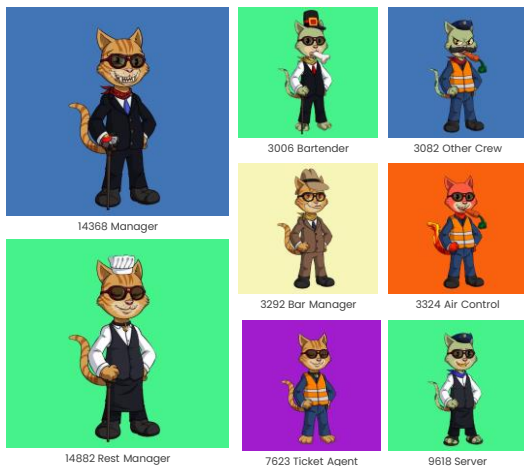 14368 Manager
3006 Bartender
3082 Other Crew
3292 Bar Manager
3324 Air Control
14882 Rest Manager
7623 Ticket Agent
9618 Server